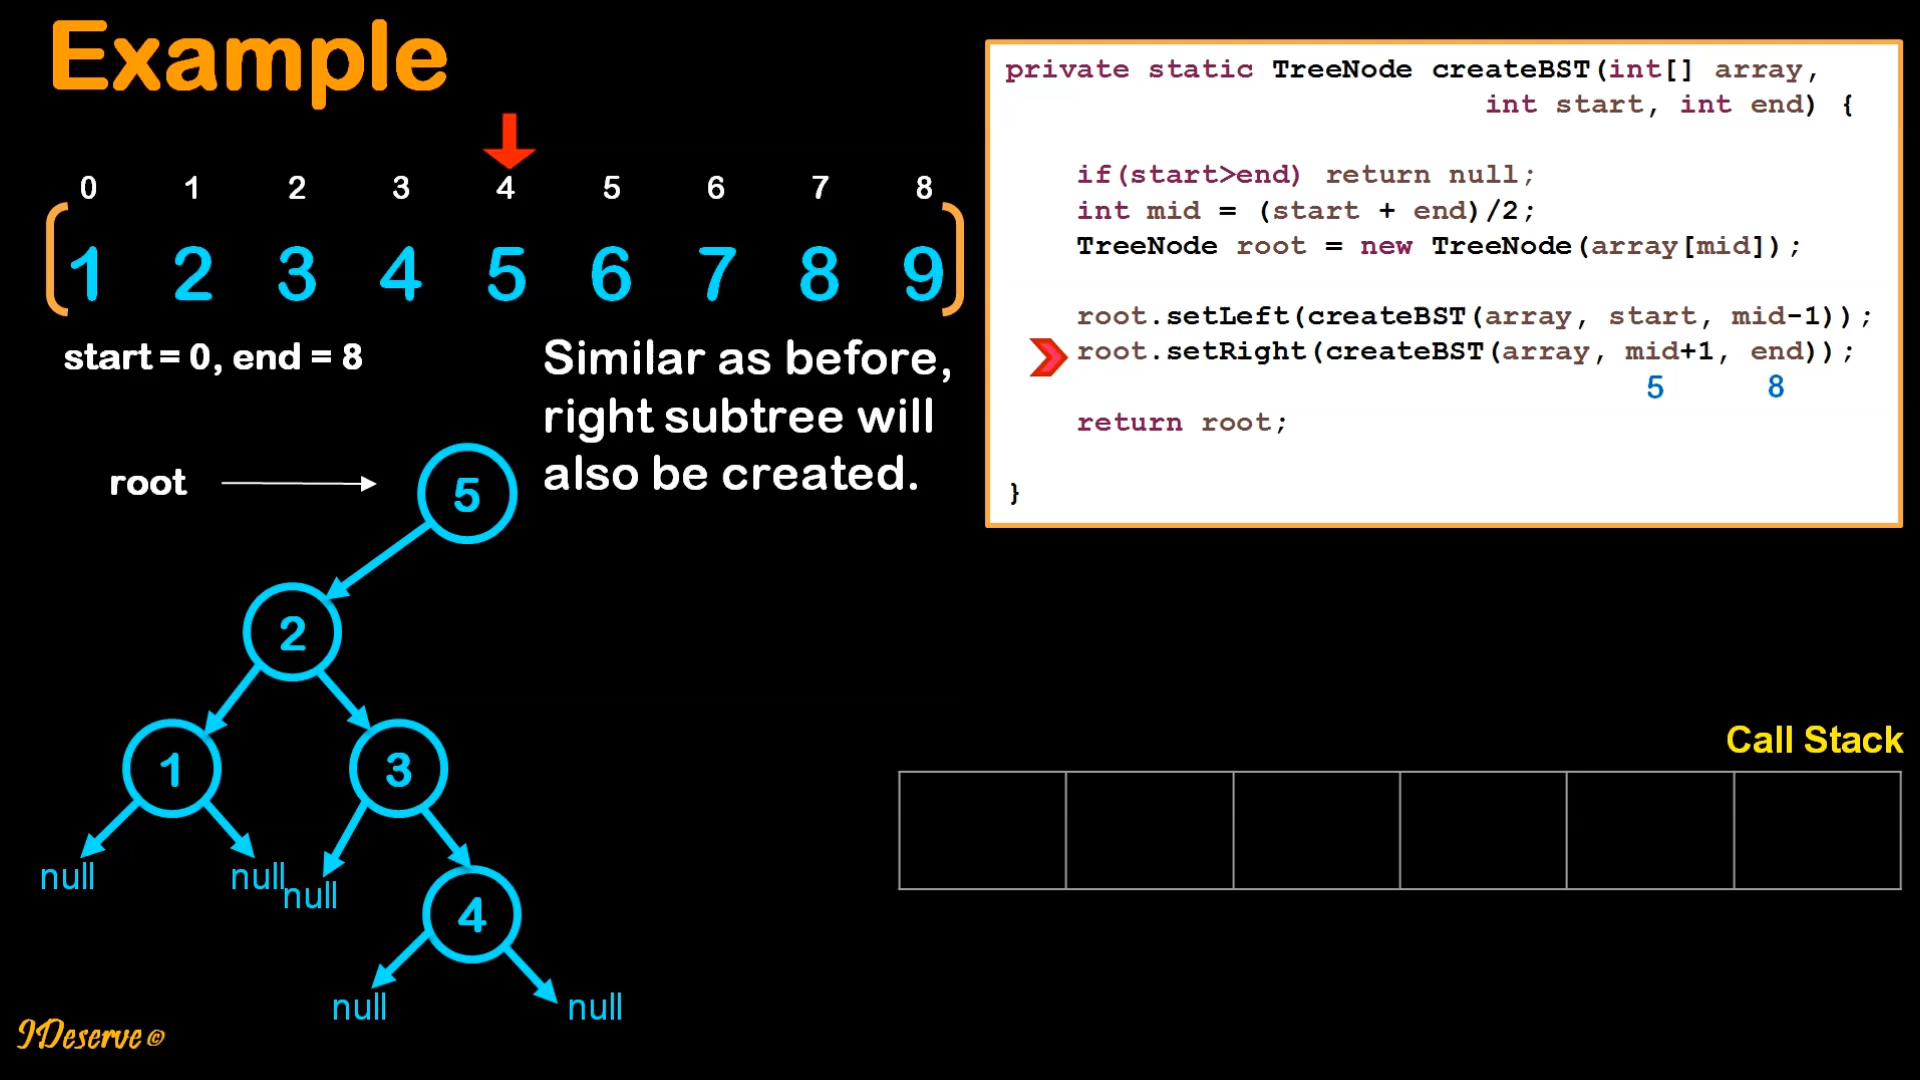 Example
0 1 2 3 4 5 6 7 8
1 2 3 4 5 6 7 8 9
start = 0, end = 8
Similar as before,
right subtree will
also be created.
root
5
2
1 3
null null null
4
null null
private static TreeNode createBST(int[] array,
int start, int end) {
if(start>end) return null;
int mid = (start + end)/2;
TreeNode root = new TreeNode(array[mid]);
root.setLeft(createBST(array, start, mid-1));
root.setRight(createBST(array, mid+1, end));
5 8
return root;
}
Call Stack
IDeserve ©